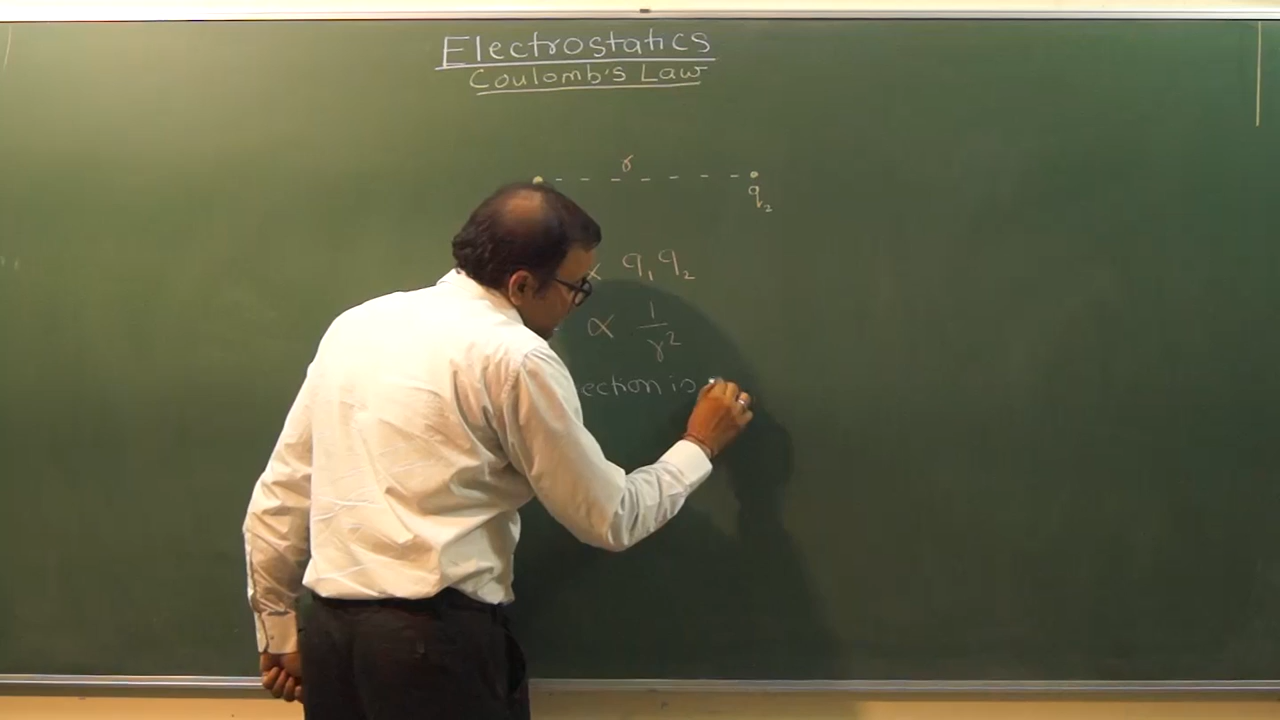 Electrostatics
Coulomb's Law
r
q₂
∝ q₁ q₂
∝ 1/r²
ection is